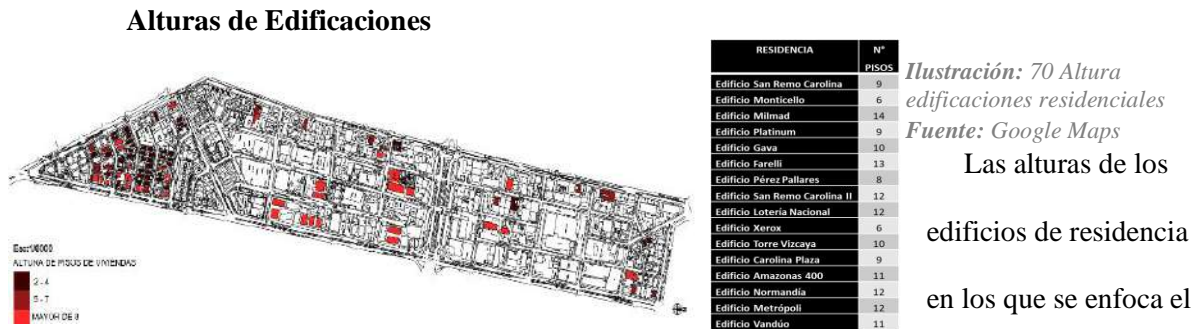 Alturas de Edificaciones
Esc:1/0000
ALTURA DE PISOS DE VIVIENDAS
2 - 4
5 - 7
MAYOR DE 8
RESIDENCIA N° PISOS
Edificio San Remo Carolina 9
Edificio Monticello 6
Edificio Milmad 14
Edificio Platinum 9
Edificio Gava 10
Edificio Farelli 13
Edificio Pérez Pallares 8
Edificio San Remo Carolina II 12
Edificio Lotería Nacional 12
Edificio Xerox 6
Edificio Torre Vizcaya 10
Edificio Carolina Plaza 9
Edificio Amazonas 400 11
Edificio Normandía 12
Edificio Metrópoli 12
Edificio Vandúo 11
Ilustración: 70 Altura
edificaciones residenciales
Fuente: Google Maps
Las alturas de los
edificios de residencia
en los que se enfoca el